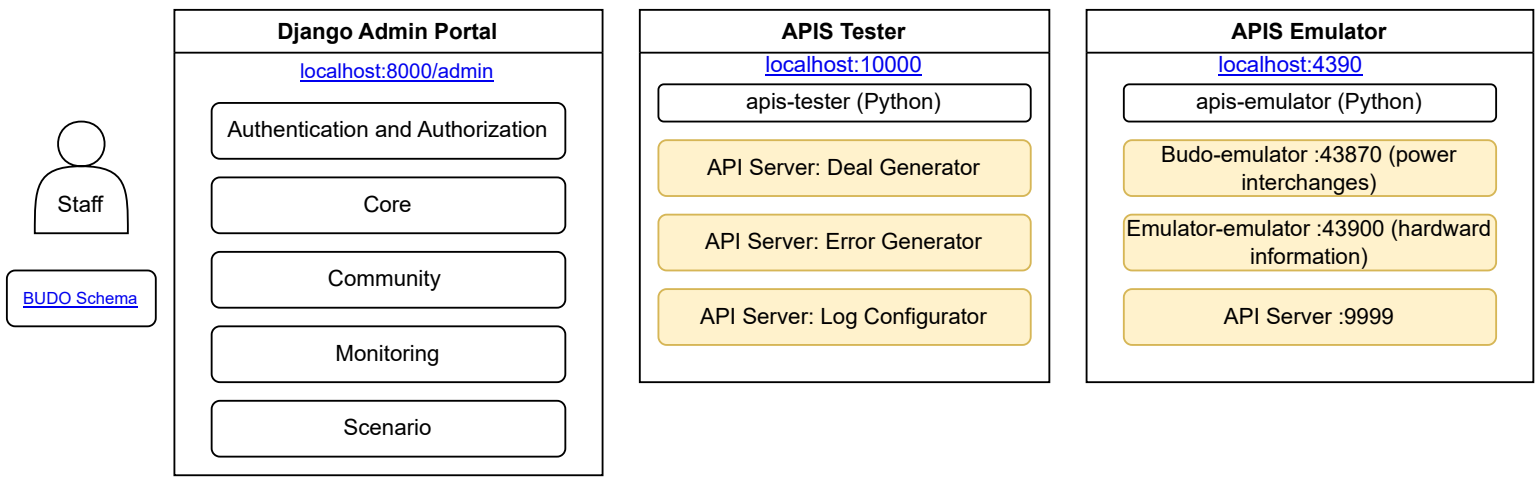 Staff
BUDO Schema
Django Admin Portal
localhost:8000/admin
Authentication and Authorization
Core
Community
Monitoring
Scenario
APIS Tester
localhost:10000
apis-tester (Python)
API Server: Deal Generator
API Server: Error Generator
API Server: Log Configurator
APIS Emulator
localhost:4390
apis-emulator (Python)
Budo-emulator :43870 (power
interchanges)
Emulator-emulator :43900 (hardward
information)
API Server :9999